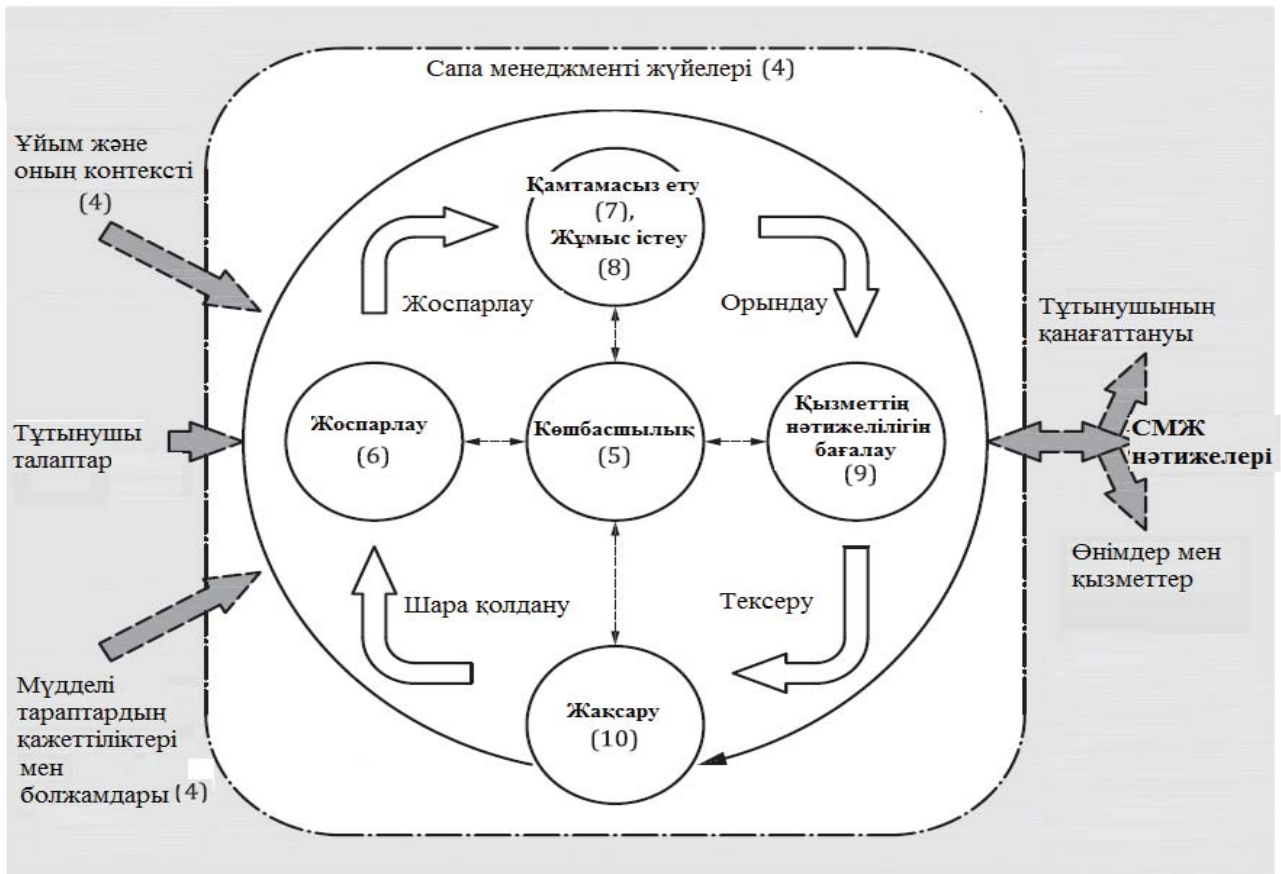 Сапа менеджменті жүйелері (4)
Ұйым және
оның контексті
(4)
Қамтамасыз ету
(7),
Жұмыс істеу
(8)
Жоспарлау
Орындау
Тұтынушының
қанағаттануы
Тұтынушы
талаптар
Жоспарлау
(6)
Көшбасшылық
(5)
Қызметтің
нәтижелілігін
бағалау
(9)
СМЖ
нәтижелері
Өнімдер мен
қызметтер
Шара қолдану
Тексеру
Мүдделі
тараптардың
қажеттіліктері
мен
болжамдары (4)
Жақсару
(10)